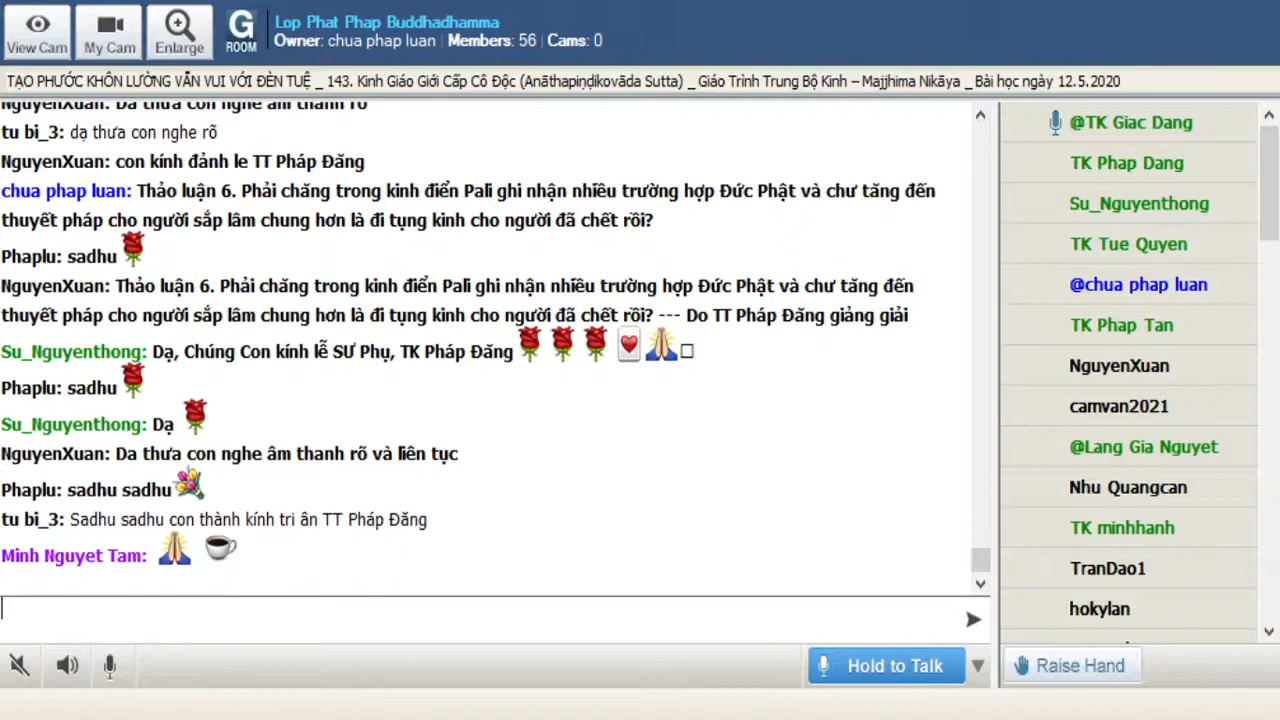 View Cam
My Cam
Enlarge
G
ROOM
Lop Phat Phap Buddhadhamma
Owner: chua phap luan | Members: 56 | Cams: 0
TẠO PHƯỚC KHÔN LƯỜNG VẪN VUI VỚI ĐÈN TUỆ _ 143. Kinh Giáo Giới Cấp Cô Độc (Anāthapiṇḍikovāda Sutta) _ Giáo Trình Trung Bộ Kinh – Majjhima Nikāya _ Bài học ngày 12.5.2020
NguyenXuan: Da thưa con nghe âm thanh rõ
tu bi_3: dạ thưa con nghe rõ
NguyenXuan: con kính đảnh le TT Pháp Đăng
chua phap luan: Thảo luận 6. Phải chăng trong kinh điển Pali ghi nhận nhiều trường hợp Đức Phật và chư tăng đến
thuyết pháp cho người sắp lâm chung hơn là đi tụng kinh cho người đã chết rồi?
Phaplu: sadhu
NguyenXuan: Thảo luận 6. Phải chăng trong kinh điển Pali ghi nhận nhiều trường hợp Đức Phật và chư tăng đến
thuyết pháp cho người sắp lâm chung hơn là đi tụng kinh cho người đã chết rồi? --- Do TT Pháp Đăng giảng giải
Su_Nguyenthong: Dạ, Chúng Con kính lễ SƯ Phụ, TK Pháp Đăng
Phaplu: sadhu
Su_Nguyenthong: Dạ
NguyenXuan: Da thưa con nghe âm thanh rõ và liên tục
Phaplu: sadhu sadhu
tu bi_3: Sadhu sadhu con thành kính tri ân TT Pháp Đăng
Minh Nguyet Tam:
@TK Giac Dang
TK Phap Dang
Su_Nguyenthong
TK Tue Quyen
@chua phap luan
TK Phap Tan
NguyenXuan
camvan2021
@Lang Gia Nguyet
Nhu Quangcan
TK minhhanh
TranDao1
hokylan
Hold to Talk
Raise Hand